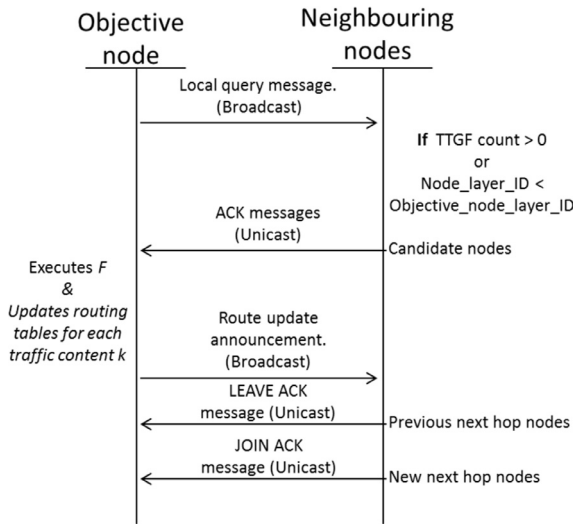 Objective
node
Neighbouring
nodes
Local query message.
(Broadcast)
If TTGF count > 0
or
Node_layer_ID <
Objective_node_layer_ID
ACK messages
(Unicast)
Candidate nodes
Executes F
&
Updates routing
tables for each
traffic content k
Route update
announcement.
(Broadcast)
LEAVE ACK
message (Unicast)
Previous next hop nodes
JOIN ACK
message (Unicast)
New next hop nodes